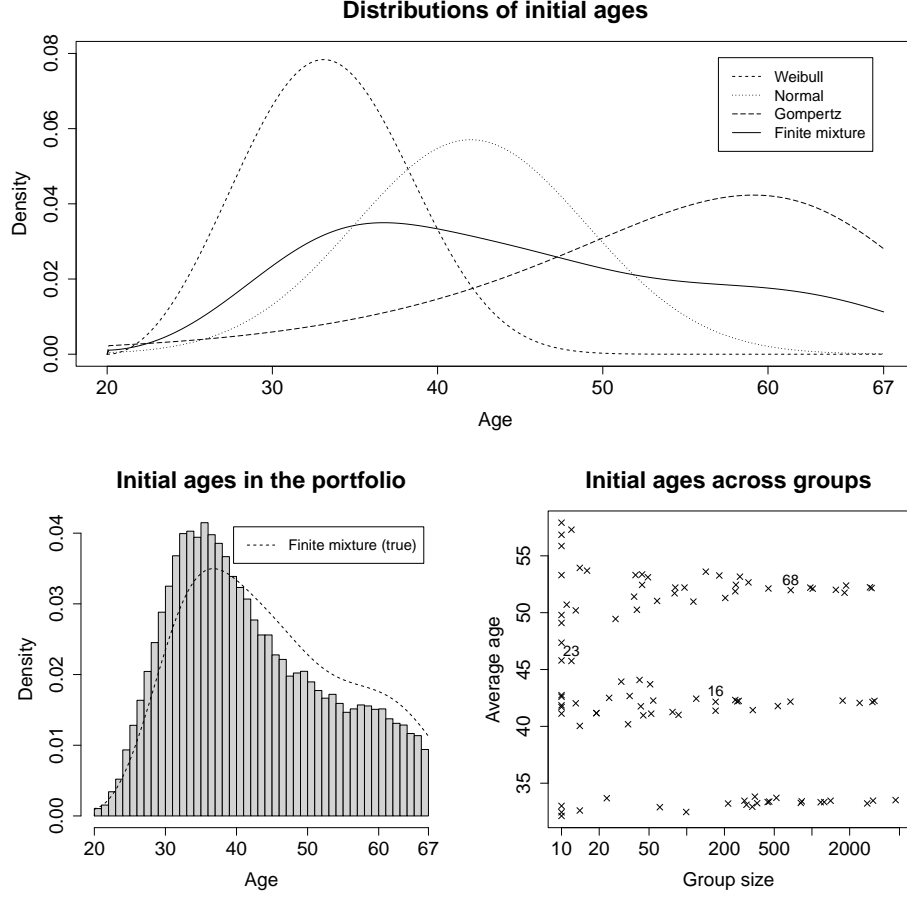 Distributions of initial ages
Density
0.00 0.02 0.04 0.06 0.08
Weibull
Normal
Gompertz
Finite mixture
20 30 40 50 60 67
Age
Initial ages in the portfolio
Density
0.00 0.01 0.02 0.03 0.04
Finite mixture (true)
20 30 40 50 60 67
Age
Initial ages across groups
Average age
35 40 45 50 55
68
23
16
10 20 50 200 500 2000
Group size